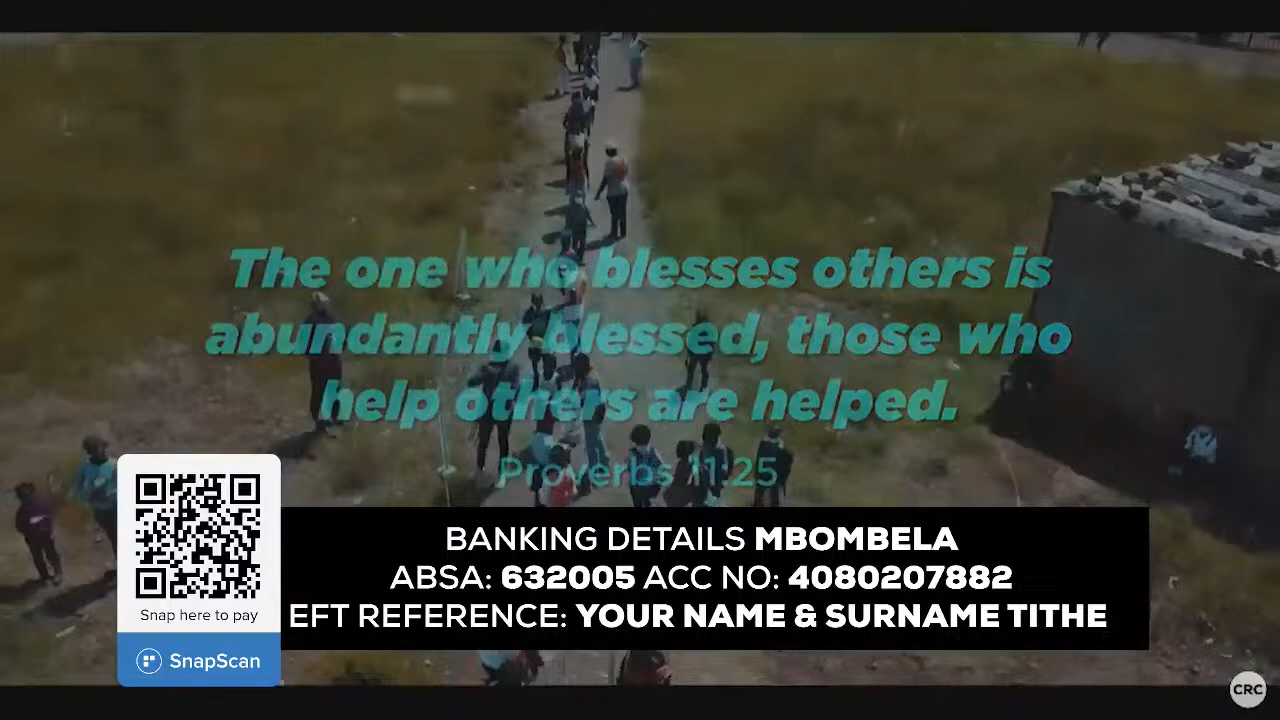 The one who blesses others is
abundantly blessed, those who
help others are helped.
Proverbs 11:25
BANKING DETAILS MBOMBELA
ABSA: 632005 ACC NO: 4080207882
EFT REFERENCE: YOUR NAME & SURNAME TITHE
Snap here to pay
SnapScan
CRC